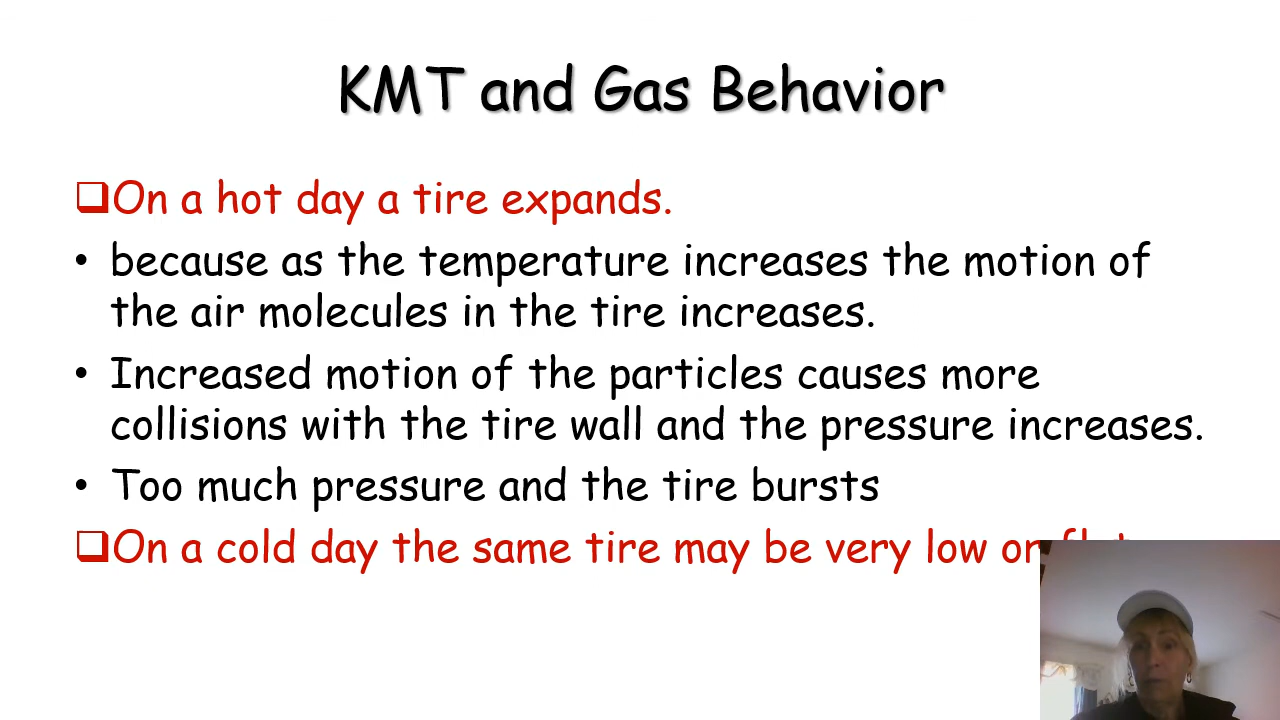 KMT and Gas Behavior
❑On a hot day a tire expands.
• because as the temperature increases the motion of
the air molecules in the tire increases.
• Increased motion of the particles causes more
collisions with the tire wall and the pressure increases.
• Too much pressure and the tire bursts
❑On a cold day the same tire may be very low or